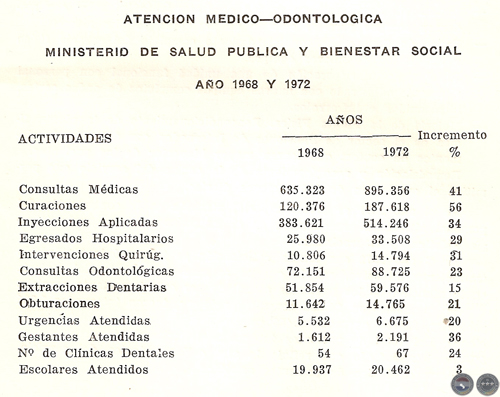 ATENCION MEDICO—ODONTOLOGICA
MINISTERID DE SALUD PUBLICA Y BIENESTAR SOCIAL
AÑO 1968 Y 1972
AÑOS
ACTIVIDADES Incremento
1968 1972 %
Consultas Médicas 635.323 895.356 41
Curaciones 120.376 187.618 56
Inyecciones Aplicadas 383.621 514.246 34
Egresados Hospitalarios 25.980 33.508 29
Intervenciones Quirúg. 10.806 14.794 31
Consultas Odontológicas 72.151 88.725 23
Extracciones Dentarias 51.854 59.576 15
Obturaciones 11.642 14.765 21
Urgencías Atendidas 5.532 6.675 20
Gestantes Atendidas 1.612 2.191 36
Nº de Clínicas Dentales 54 67 24
Escolares Atendidos 19.937 20.462 3